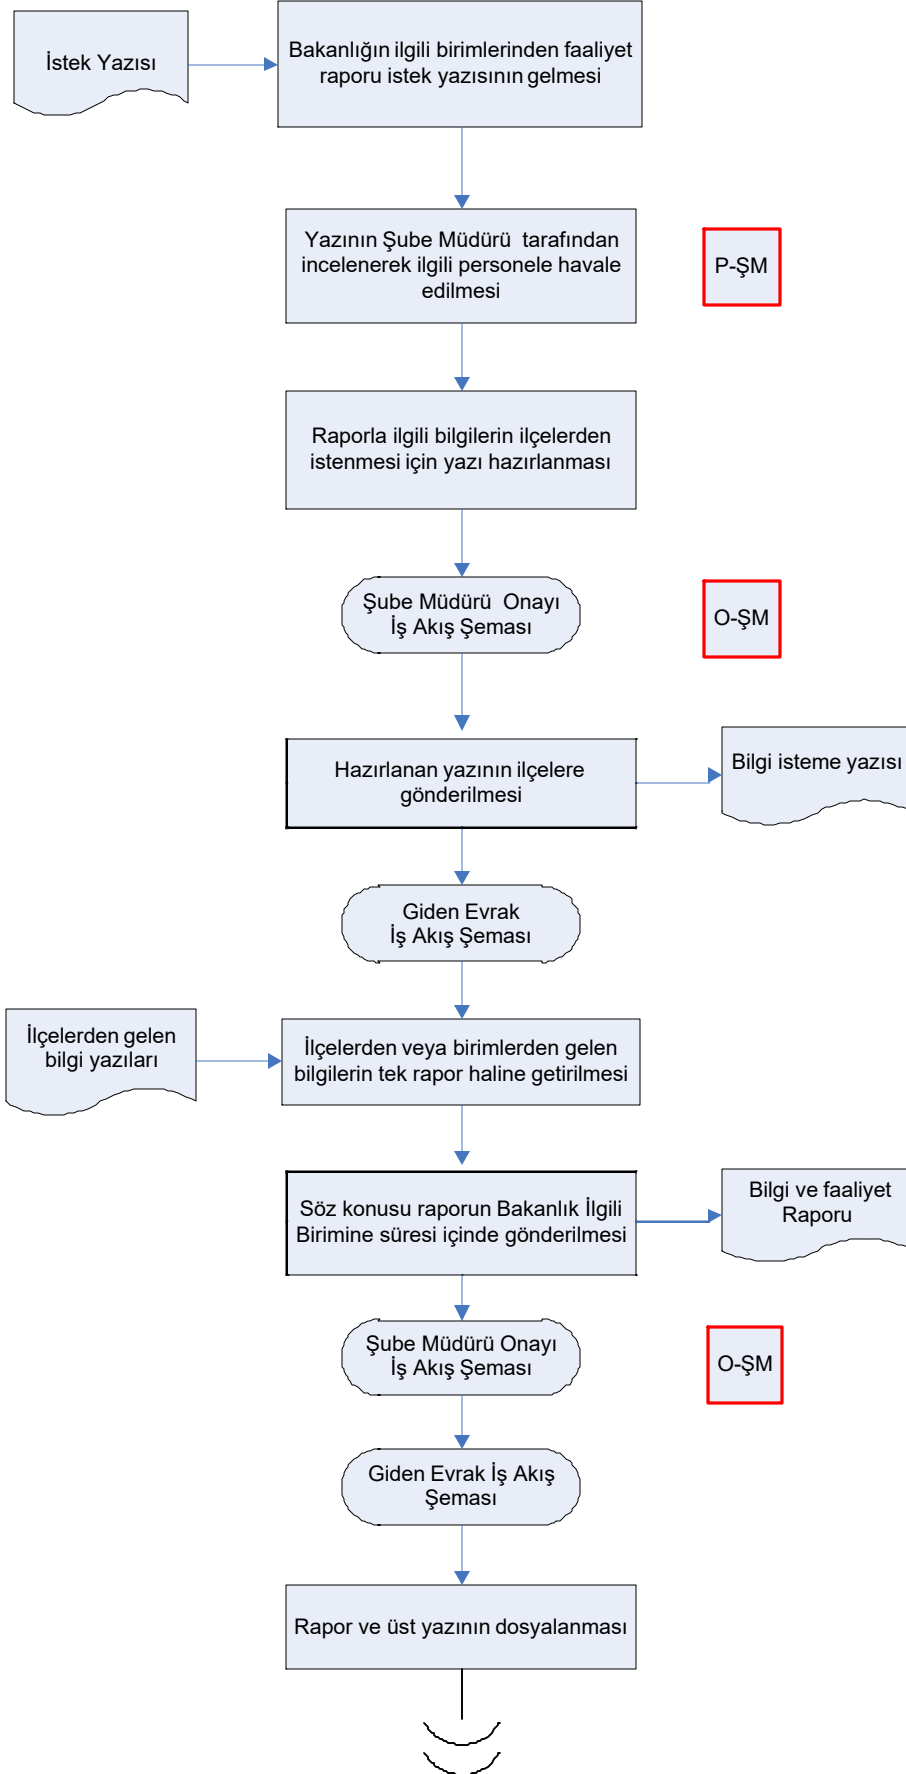 İstek Yazısı
Bakanlığın ilgili birimlerinden faaliyet
raporu istek yazısının gelmesi
Yazının Şube Müdürü  tarafından
incelenerek ilgili personele havale
edilmesi
P-ŞM
Raporla ilgili bilgilerin ilçelerden
istenmesi için yazı hazırlanması
Şube Müdürü  Onayı
İş Akış Şeması
O-ŞM
Hazırlanan yazının ilçelere
gönderilmesi
Bilgi isteme yazısı
Giden Evrak
İş Akış Şeması
İlçelerden gelen
bilgi yazıları
İlçelerden veya birimlerden gelen
bilgilerin tek rapor haline getirilmesi
Söz konusu raporun Bakanlık İlgili
Birimine süresi içinde gönderilmesi
Bilgi ve faaliyet
Raporu
Şube Müdürü Onayı
İş Akış Şeması
O-ŞM
Giden Evrak İş Akış
Şeması
Rapor ve üst yazının dosyalanması